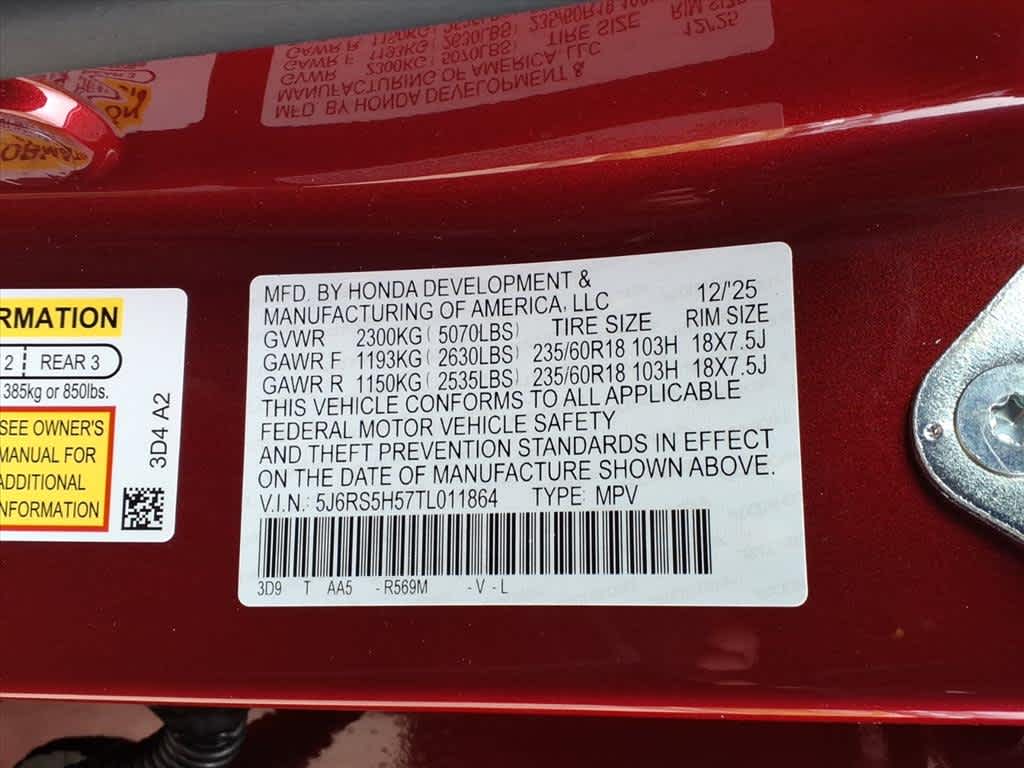 RMATION
2 REAR 3
385kg or 850lbs.
SEE OWNER'S
MANUAL FOR
ADDITIONAL
INFORMATION
3D4 A2
MFD. BY HONDA DEVELOPMENT &
MANUFACTURING OF AMERICA, LLC 12/'25
GVWR 2300KG ( 5070LBS) TIRE SIZE RIM SIZE
GAWR F 1193KG ( 2630LBS) 235/60R18 103H 18X7.5J
GAWR R 1150KG ( 2535LBS) 235/60R18 103H 18X7.5J
THIS VEHICLE CONFORMS TO ALL APPLICABLE
FEDERAL MOTOR VEHICLE SAFETY
AND THEFT PREVENTION STANDARDS IN EFFECT
ON THE DATE OF MANUFACTURE SHOWN ABOVE.
V.I.N.: 5J6RS5H57TL011864 TYPE: MPV
3D9 T AA5 - R569M - V - L